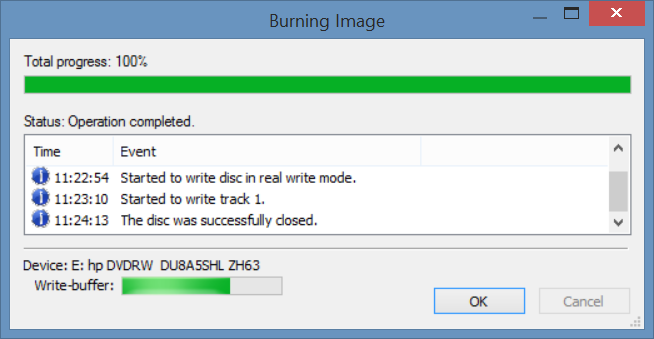 Burning Image
Total progress: 100%
Status: Operation completed.
Time Event
11:22:54 Started to write disc in real write mode.
11:23:10 Started to write track 1.
11:24:13 The disc was successfully closed.
Device: E: hp DVDRW  DU8A5SHL ZH63
Write-buffer:
OK Cancel